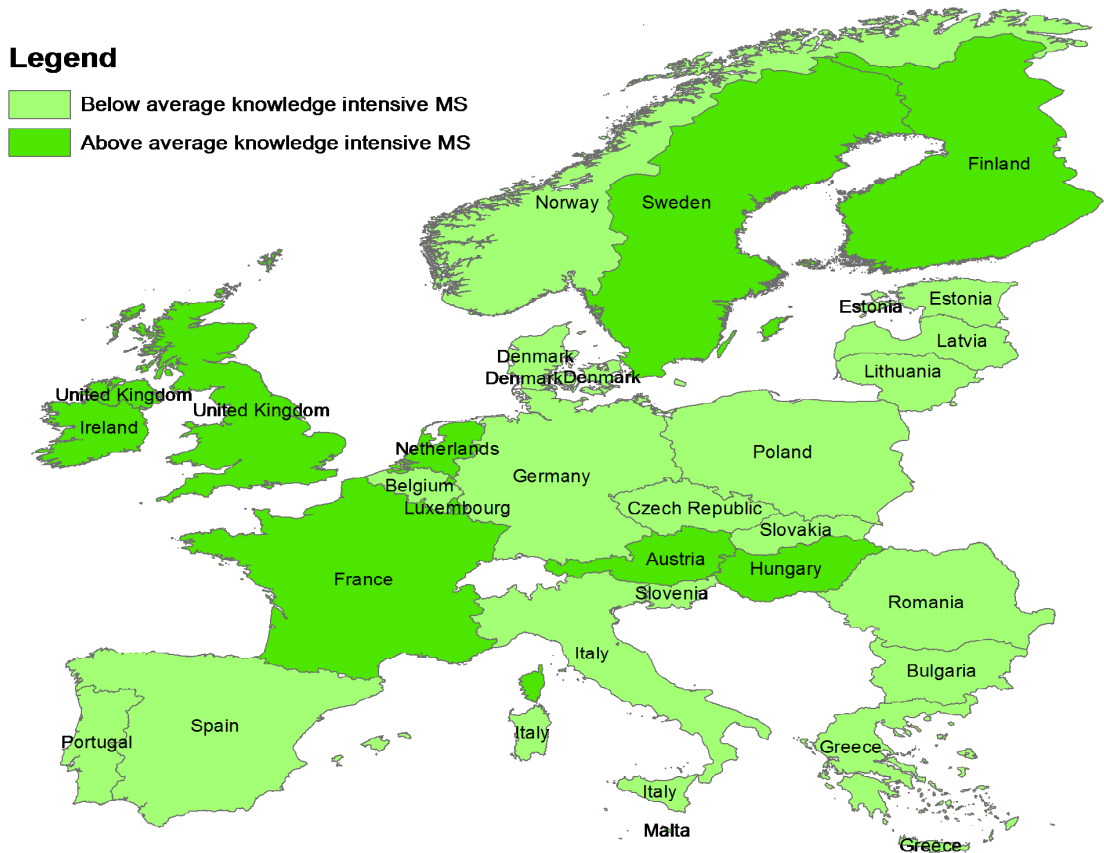 Legend
Below average knowledge intensive MS
Above average knowledge intensive MS
Finland
Norway
Sweden
Estonia
Estonia
Latvia
Denmark
Lithuania
Denmark
Denmark
United Kingdom
United Kingdom
Ireland
Netherlands
Poland
Germany
Belgium
Luxembourg
Czech Republic
Slovakia
Austria
Hungary
France
Slovenia
Romania
Italy
Bulgaria
Spain
Italy
Portugal
Greece
Italy
Malta
Greece